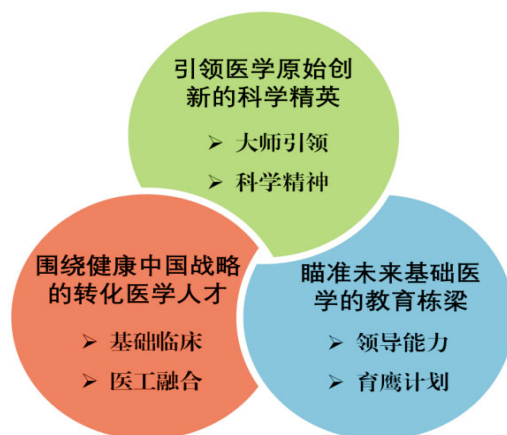 引领医学原始创
新的科学精英
➢ 大师引领
➢ 科学精神
围绕健康中国战略
的转化医学人才
➢ 基础临床
➢ 医工融合
瞄准未来基础医
学的教育栋梁
➢ 领导能力
➢ 育鹰计划